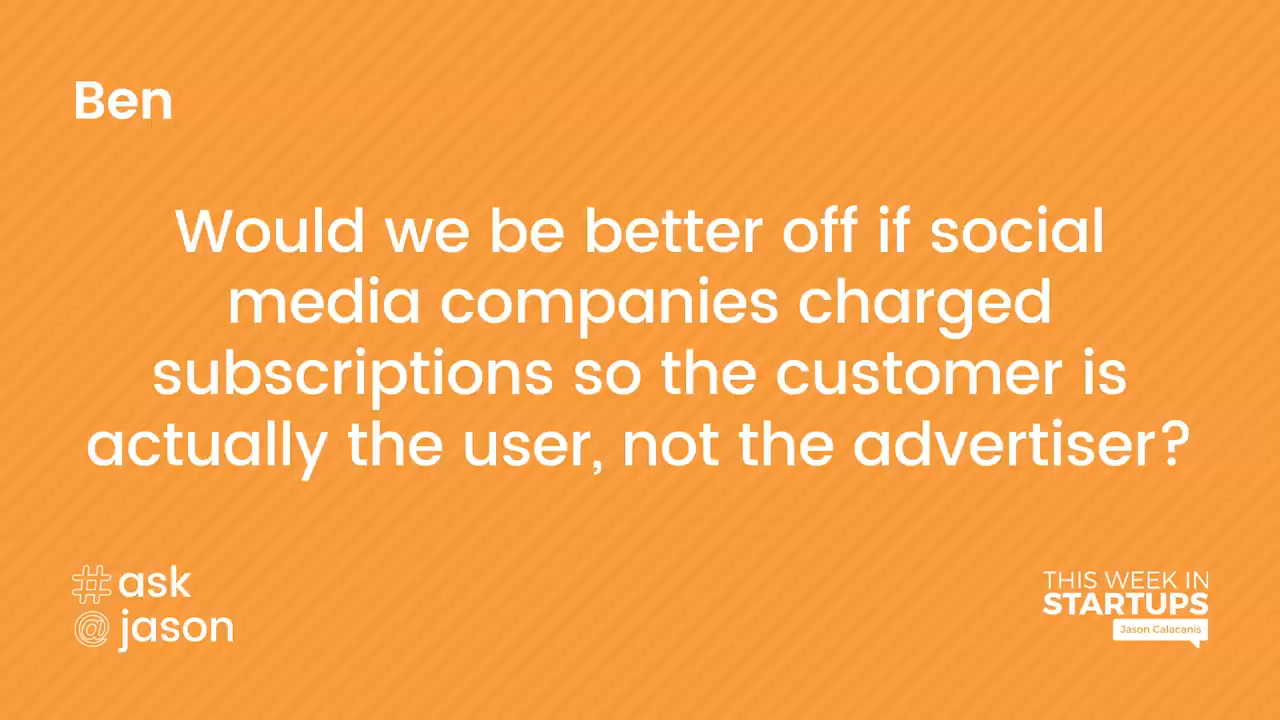 Ben
Would we be better off if social
media companies charged
subscriptions so the customer is
actually the user, not the advertiser?
#ask
@jason
THIS WEEK IN
STARTUPS
Jason Calacanis